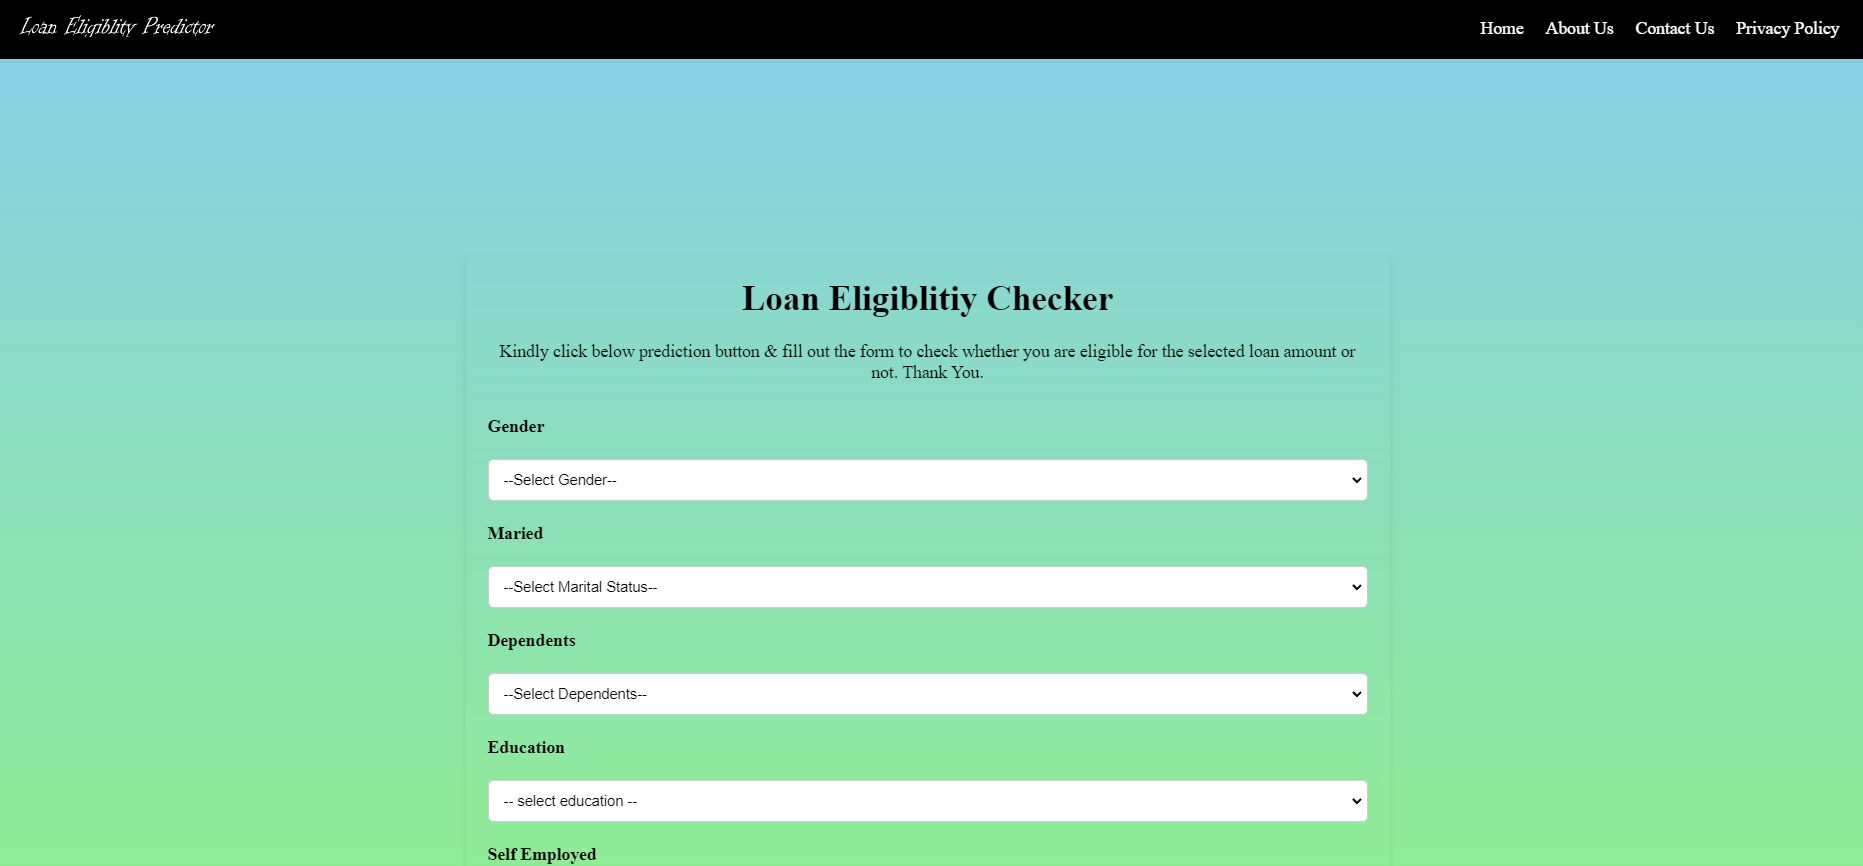 Loan Eligiblity Predictor
Home About Us Contact Us Privacy Policy
Loan Eligiblitiy Checker
Kindly click below prediction button & fill out the form to check whether you are eligible for the selected loan amount or
not. Thank You.
Gender
--Select Gender--
Maried
--Select Marital Status--
Dependents
--Select Dependents--
Education
-- select education --
Self Employed